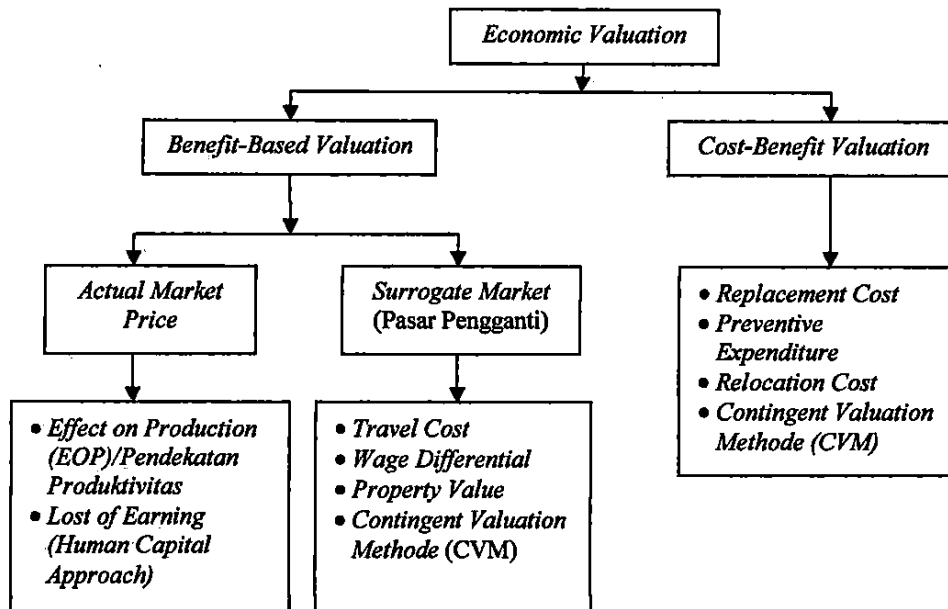 Economic Valuation
Benefit-Based Valuation
Cost-Benefit Valuation
Actual Market
Price
Surrogate Market
(Pasar Pengganti)
• Replacement Cost
• Preventive
Expenditure
• Relocation Cost
• Contingent Valuation
Methode (CVM)
• Effect on Production
(EOP)/Pendekatan
Produktivitas
• Lost of Earning
(Human Capital
Approach)
• Travel Cost
• Wage Differential
• Property Value
• Contingent Valuation
Methode (CVM)